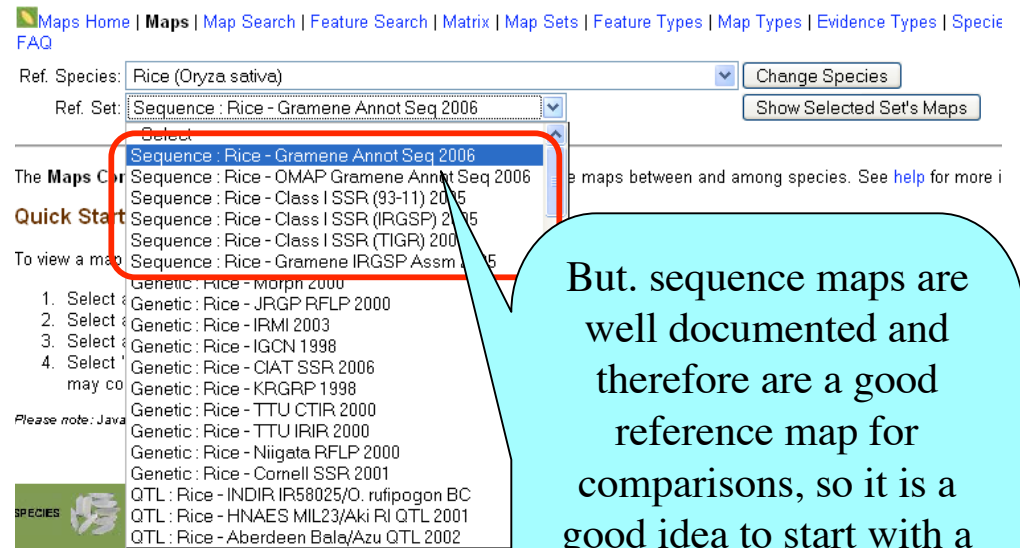 Maps Home | Maps | Map Search | Feature Search | Matrix | Map Sets | Feature Types | Map Types | Evidence Types | Specie
FAQ
Ref. Species: Rice (Oryza sativa) Change Species
Ref. Set: Sequence : Rice - Gramene Annot Seq 2006 Show Selected Set's Maps
Select
Sequence : Rice - Gramene Annot Seq 2006
The Maps Sequence : Rice - OMAP Gramene Annot Seq 2006 e maps between and among species. See help for more i
Sequence : Rice - Class I SSR (93-11) 2005
Quick Start Sequence : Rice - Class I SSR (IRGSP) 2005
Sequence : Rice - Class I SSR (TIGR) 200
To view a map Sequence : Rice - Gramene IRGSP Assm 2005
Genetic : Rice - Morph 2000
1. Select Genetic : Rice - JRGP RFLP 2000
2. Select Genetic : Rice - IRMI 2003
3. Select Genetic : Rice - IGCN 1998
4. Select ' Genetic : Rice - CIAT SSR 2006
may co Genetic : Rice - KRGRP 1998
Genetic : Rice - TTU CTIR 2000
Please note: Java Genetic : Rice - TTU IRIR 2000
Genetic : Rice - Niigata RFLP 2000
Genetic : Rice - Cornell SSR 2001
SPECIES QTL : Rice - INDIR IR58025/O. rufipogon BC
QTL : Rice - HNAES MIL23/Aki RI QTL 2001
QTL : Rice - Aberdeen Bala/Azu QTL 2002
But. sequence maps are
well documented and
therefore are a good
reference map for
comparisons, so it is a
good idea to start with a